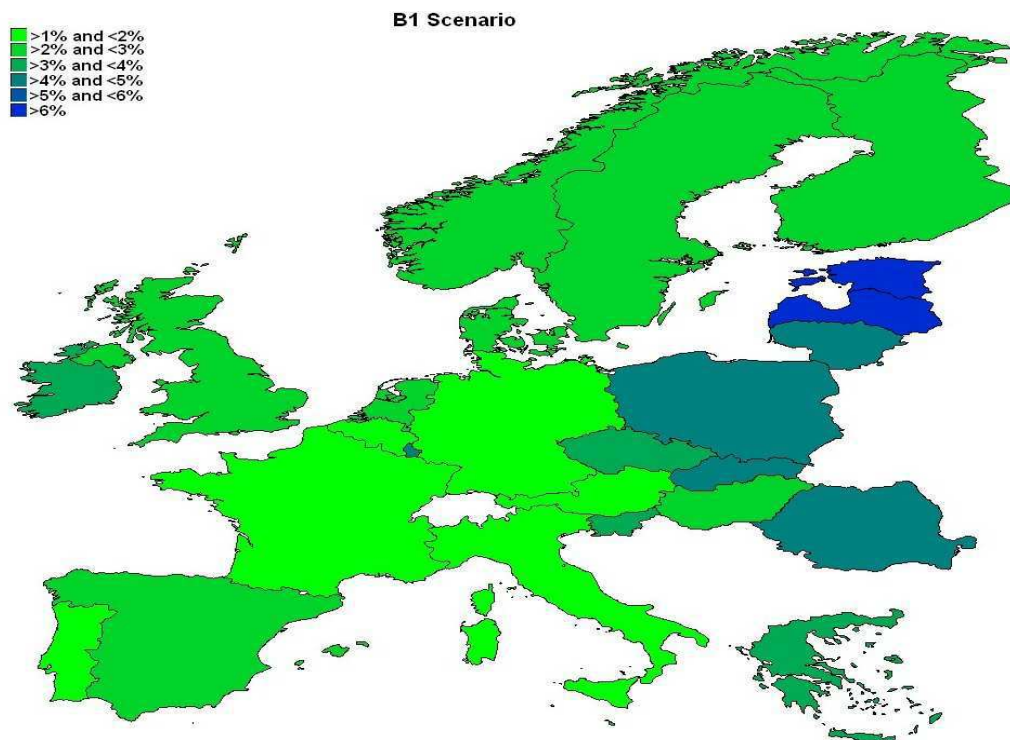 B1 Scenario
>1% and <2%
>2% and <3%
>3% and <4%
>4% and <5%
>5% and <6%
>6%